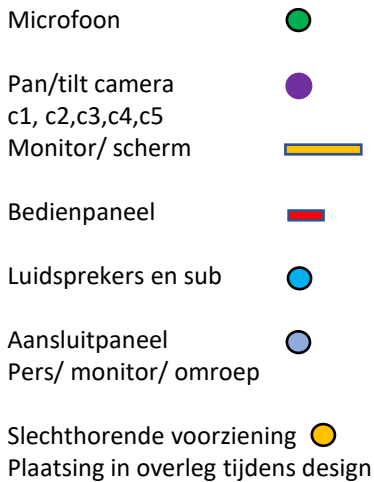 Microfoon
Pan/tilt camera
c1, c2,c3,c4,c5
Monitor/ scherm
Bedienpaneel
Luidsprekers en sub
Aansluitpaneel
Pers/ monitor/ omroep
Slechthorende voorziening
Plaatsing in overleg tijdens design